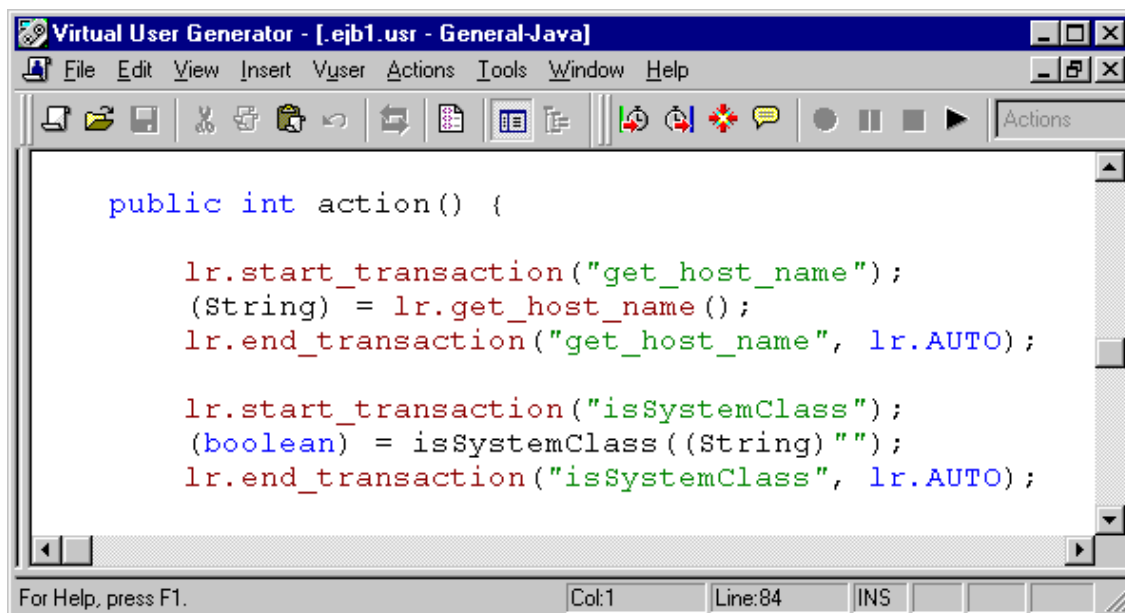 Virtual User Generator - [.ejb1.usr - General-Java]
File Edit View Insert Vuser Actions Tools Window Help
Actions
public int action() {
lr.start_transaction("get_host_name");
(String) = lr.get_host_name();
lr.end_transaction("get_host_name", lr.AUTO);
lr.start_transaction("isSystemClass");
(boolean) = isSystemClass((String)"");
lr.end_transaction("isSystemClass", lr.AUTO);
For Help, press F1. Col:1 Line:84 INS